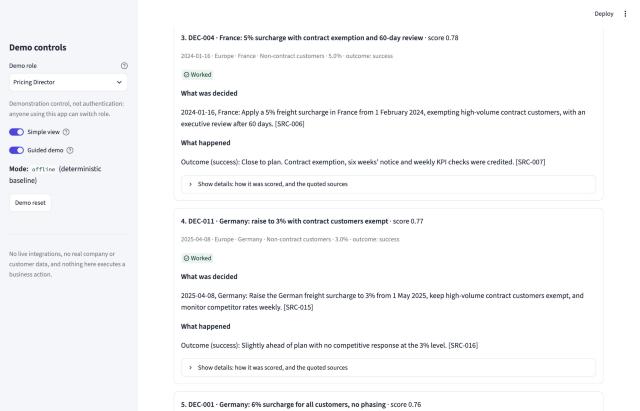 Deploy
Demo controls
Demo role
Pricing Director
Demonstration control, not authentication:
anyone using this app can switch role.
Simple view
Guided demo
Mode: offline (deterministic
baseline)
Demo reset
No live integrations, no real company or
customer data, and nothing here executes a
business action.
3. DEC-004 · France: 5% surcharge with contract exemption and 60-day review · score 0.78
2024-01-16 · Europe · France · Non-contract customers · 5.0% · outcome: success
Worked
What was decided
2024-01-16, France: Apply a 5% freight surcharge in France from 1 February 2024, exempting high-volume contract customers, with an
executive review after 60 days. [SRC-006]
What happened
Outcome (success): Close to plan. Contract exemption, six weeks' notice and weekly KPI checks were credited. [SRC-007]
Show details: how it was scored, and the quoted sources
4. DEC-011 · Germany: raise to 3% with contract customers exempt · score 0.77
2025-04-08 · Europe · Germany · Non-contract customers · 3.0% · outcome: success
Worked
What was decided
2025-04-08, Germany: Raise the German freight surcharge to 3% from 1 May 2025, keep high-volume contract customers exempt, and
monitor competitor rates weekly. [SRC-015]
What happened
Outcome (success): Slightly ahead of plan with no competitive response at the 3% level. [SRC-016]
Show details: how it was scored, and the quoted sources
5. DEC-001 · Germany: 6% surcharge for all customers, no phasing · score 0.76